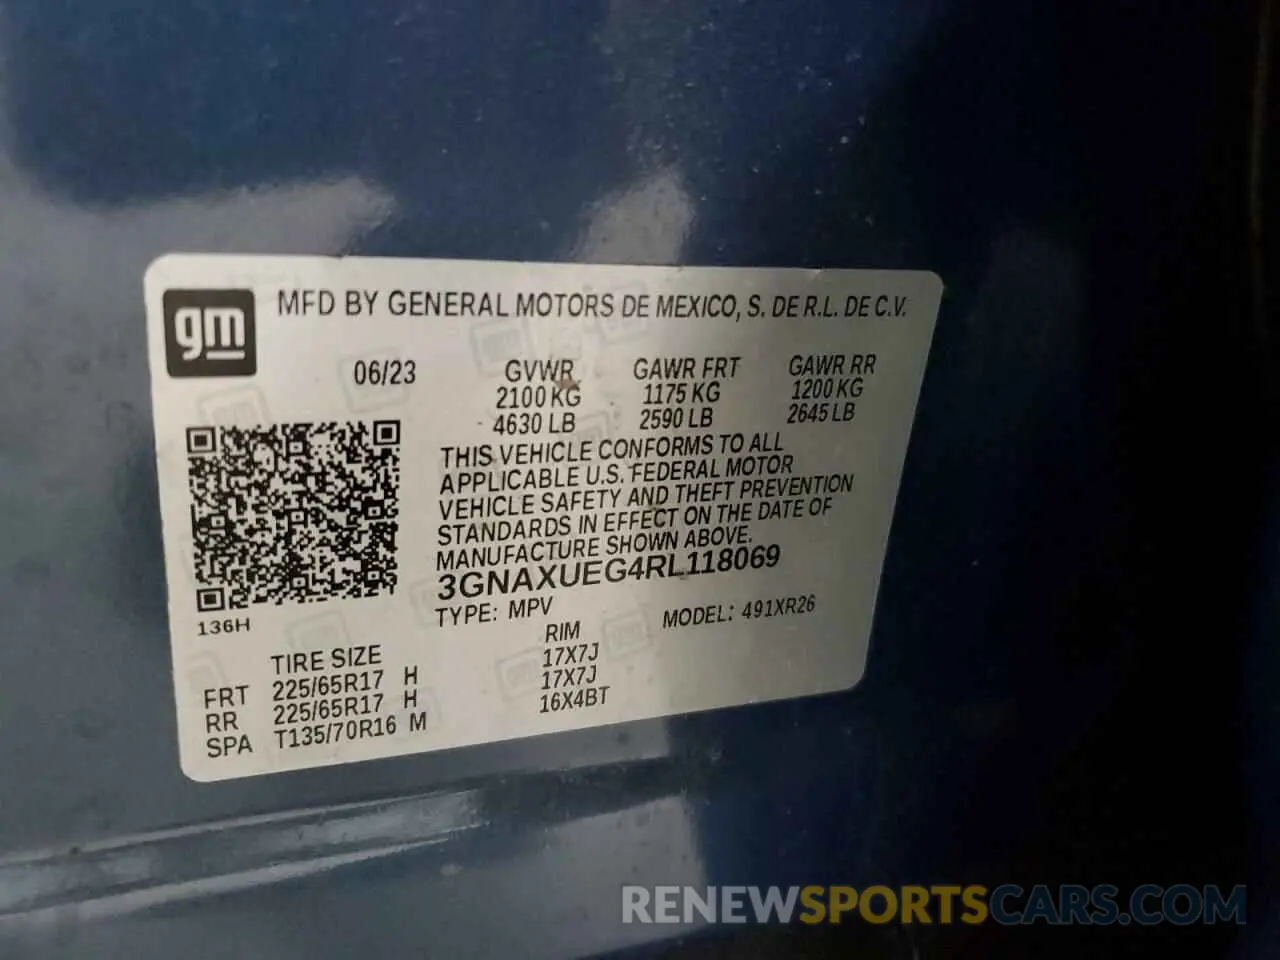 gm
MFD BY GENERAL MOTORS DE MEXICO, S. DE R.L. DE C.V.
06/23 GVWR GAWR FRT GAWR RR
2100 KG 1175 KG 1200 KG
4630 LB 2590 LB 2645 LB
THIS VEHICLE CONFORMS TO ALL
APPLICABLE U.S. FEDERAL MOTOR
VEHICLE SAFETY AND THEFT PREVENTION
STANDARDS IN EFFECT ON THE DATE OF
MANUFACTURE SHOWN ABOVE.
3GNAXUEG4RL118069
TYPE: MPV MODEL: 491XR26
136H
TIRE SIZE RIM
FRT 225/65R17 H 17X7J
RR 225/65R17 H 17X7J
SPA T135/70R16 M 16X4BT
RENEWSPORTSCARS.COM